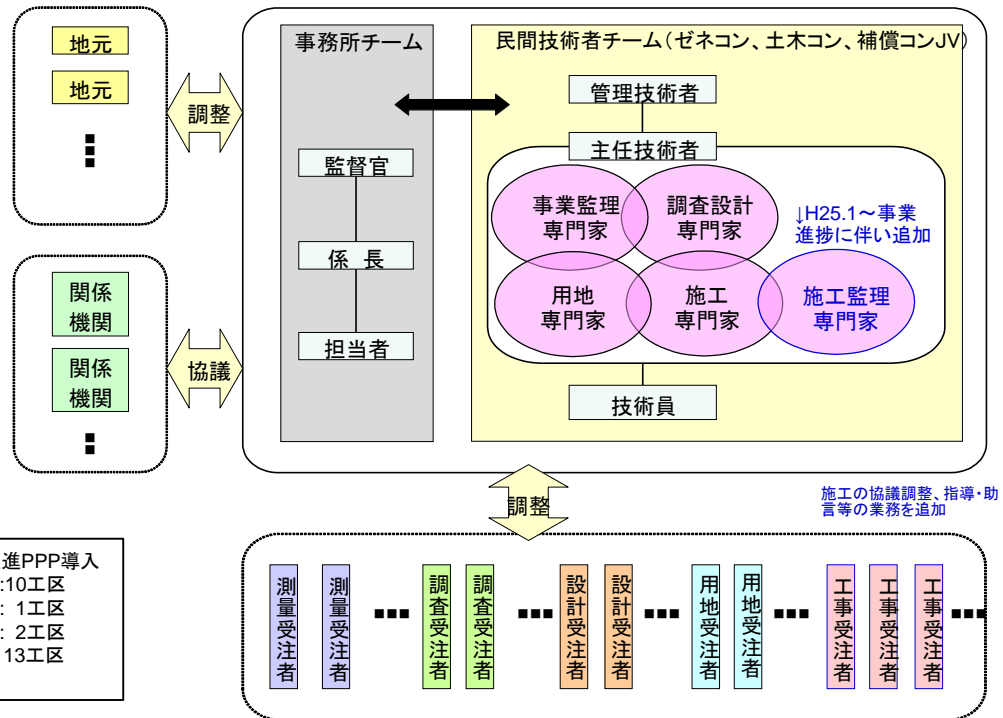 地元
地元
調整
関係
機関
関係
機関
協議
事務所チーム
監督官
係 長
担当者
民間技術者チーム(ゼネコン、土木コン、補償コンJV)
管理技術者
主任技術者
事業監理
専門家
調査設計
専門家
↓H25.1~事業
進捗に伴い追加
用地
専門家
施工
専門家
施工監理
専門家
技術員
調整
施工の協議調整、指導・助
言等の業務を追加
進PPP導入
:10工区
: 1工区
: 2工区
13工区
測量受注者
測量受注者
調査受注者
調査受注者
設計受注者
設計受注者
用地受注者
用地受注者
工事受注者
工事受注者
工事受注者